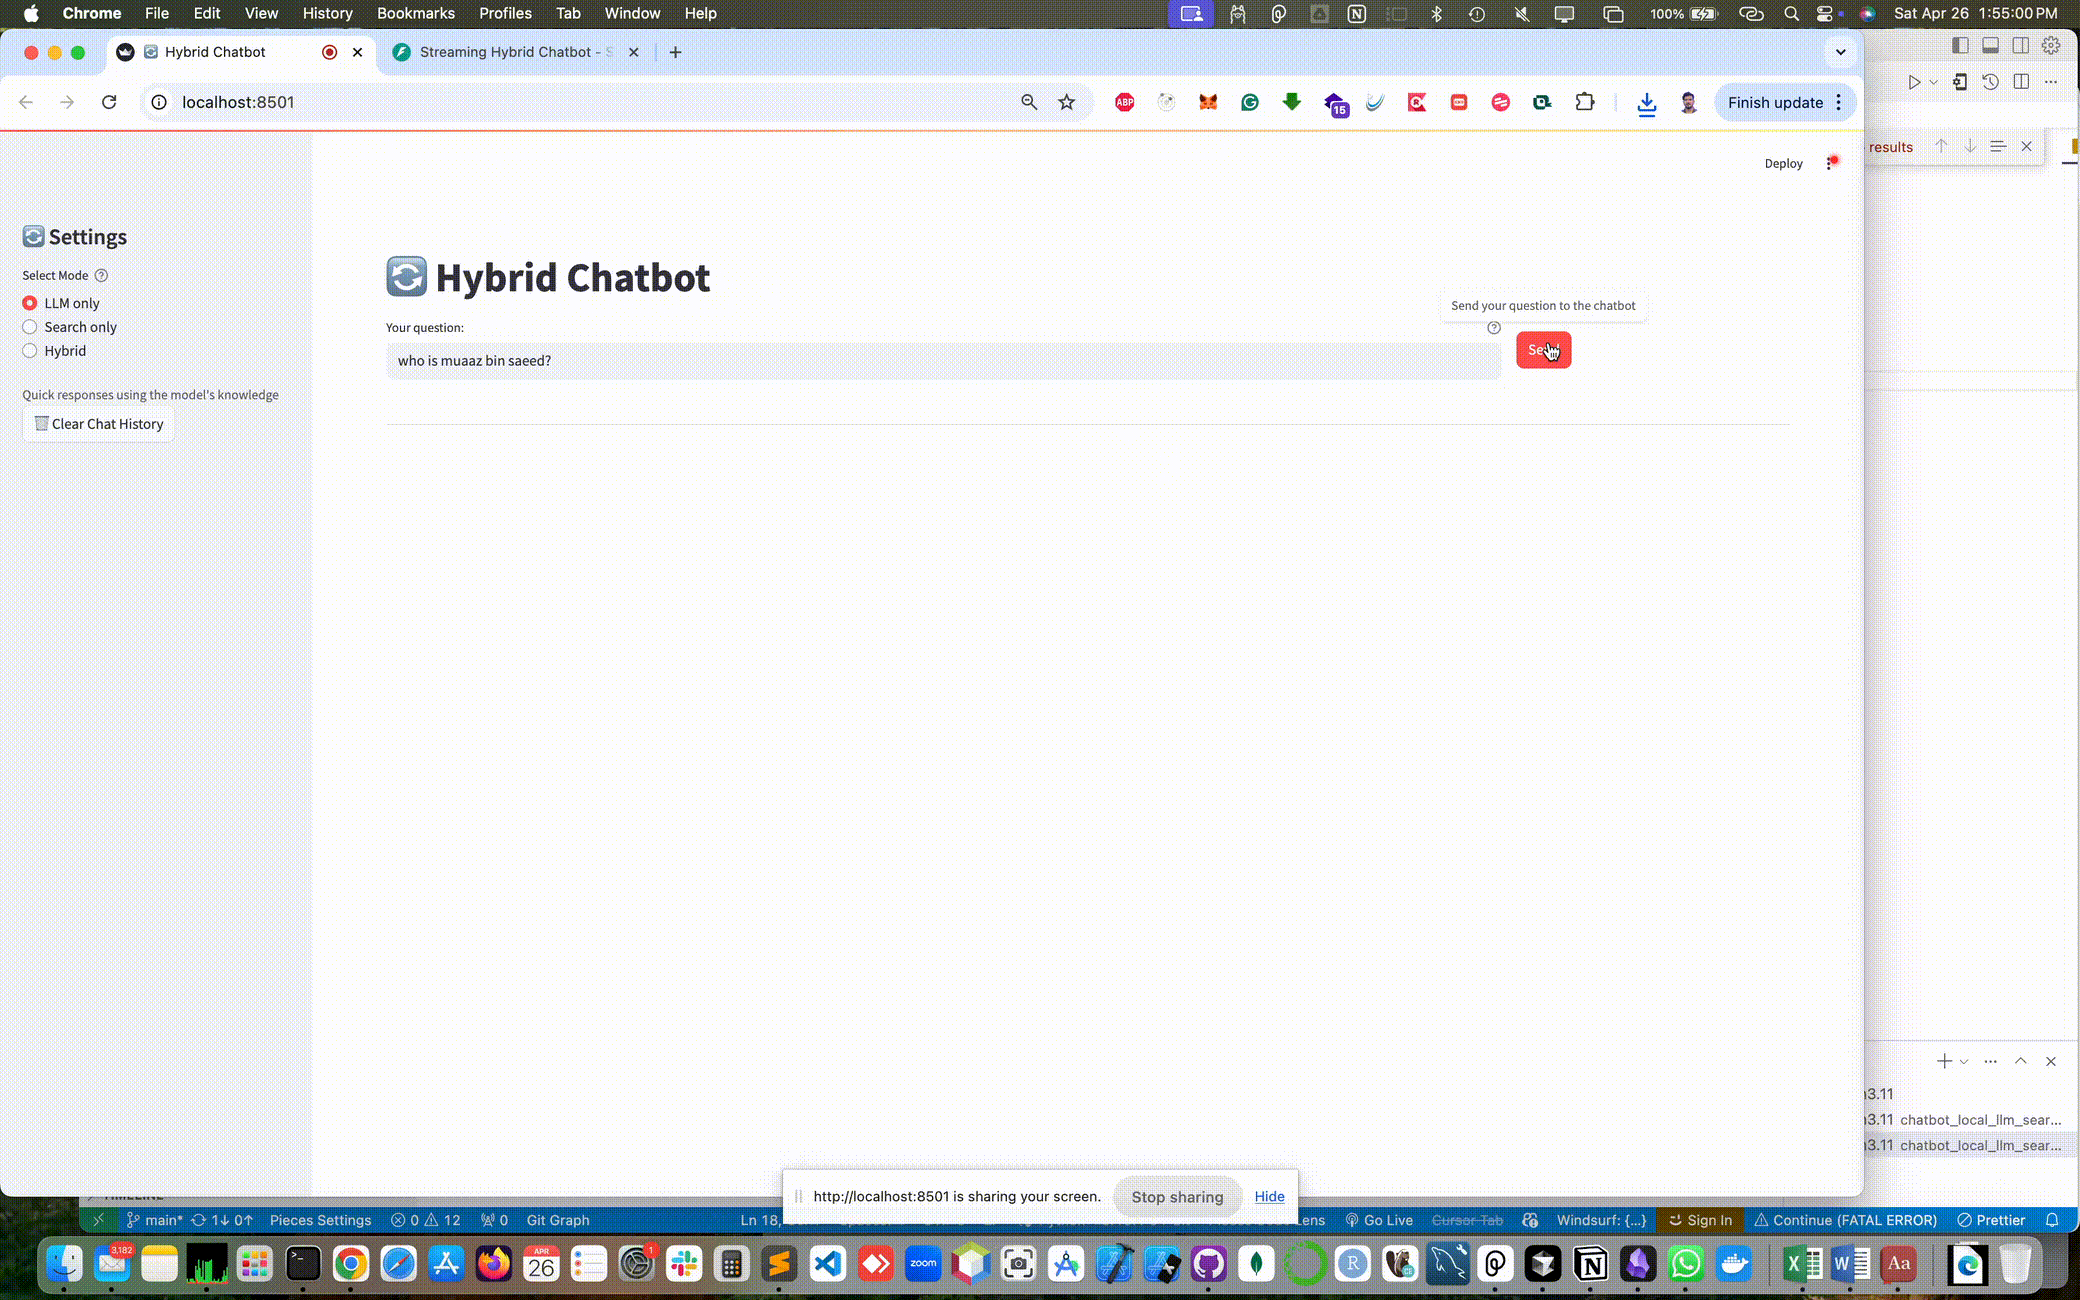 Chrome File Edit View History Bookmarks Profiles Tab Window Help 100% Sat Apr 26 1:55:00 PM
Hybrid Chatbot
Streaming Hybrid Chatbot - S
localhost:8501
ABP
15
Finish update
results
Deploy
Settings
Select Mode
LLM only
Search only
Hybrid
Quick responses using the model's knowledge
Clear Chat History
Hybrid Chatbot
Send your question to the chatbot
Your question:
who is muaaz bin saeed?
3.11
3.11 chatbot_local_llm_sear...
3.11 chatbot_local_llm_sear...
http://localhost:8501 is sharing your screen. Stop sharing Hide
main* 1↓ 0↑ Pieces Settings 0 12 0 Git Graph Ln 18, Lens Go Live Cursor Tab Windsurf: {...} Sign In Continue (FATAL ERROR) Prettier
3,182
APR
26
1
zoom
R
Aa